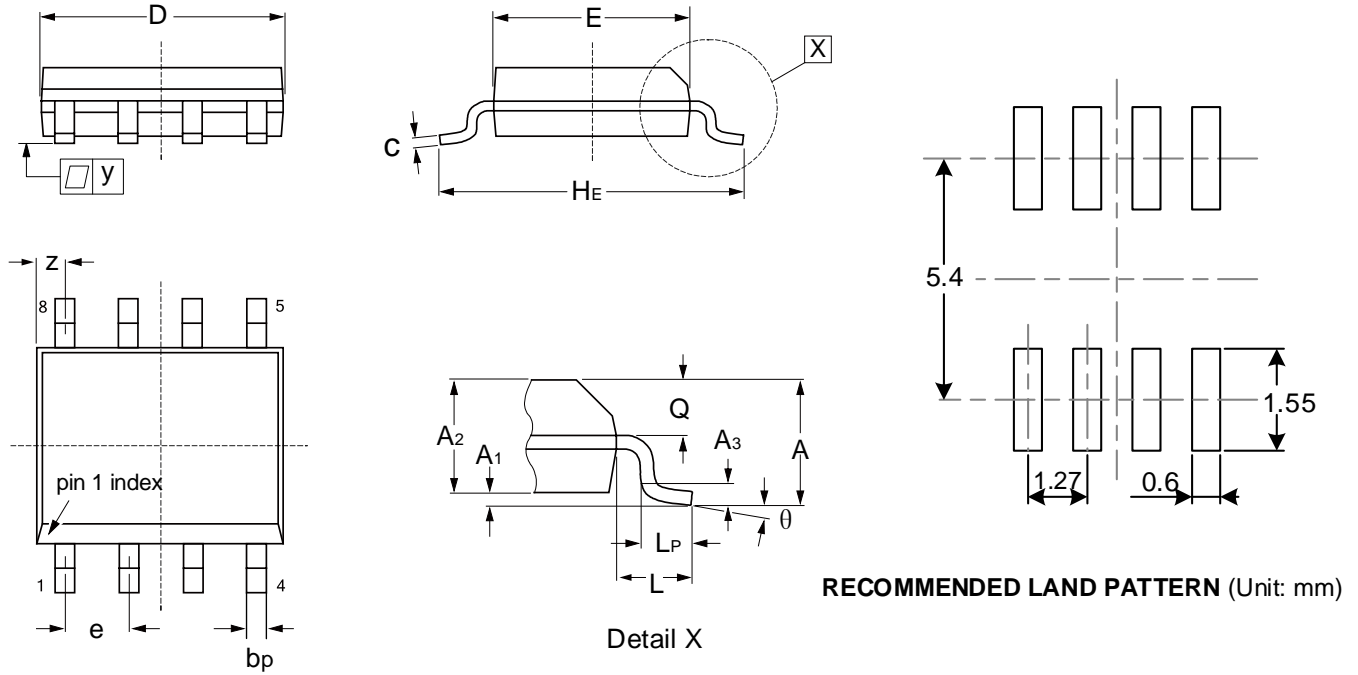 D
y
E
X
c
HE
z
8
5
pin 1 index
1
4
e
bp
A2
A1
Q
A3
A
θ
LP
L
Detail X
5.4
1.55
1.27
0.6
RECOMMENDED LAND PATTERN (Unit: mm)